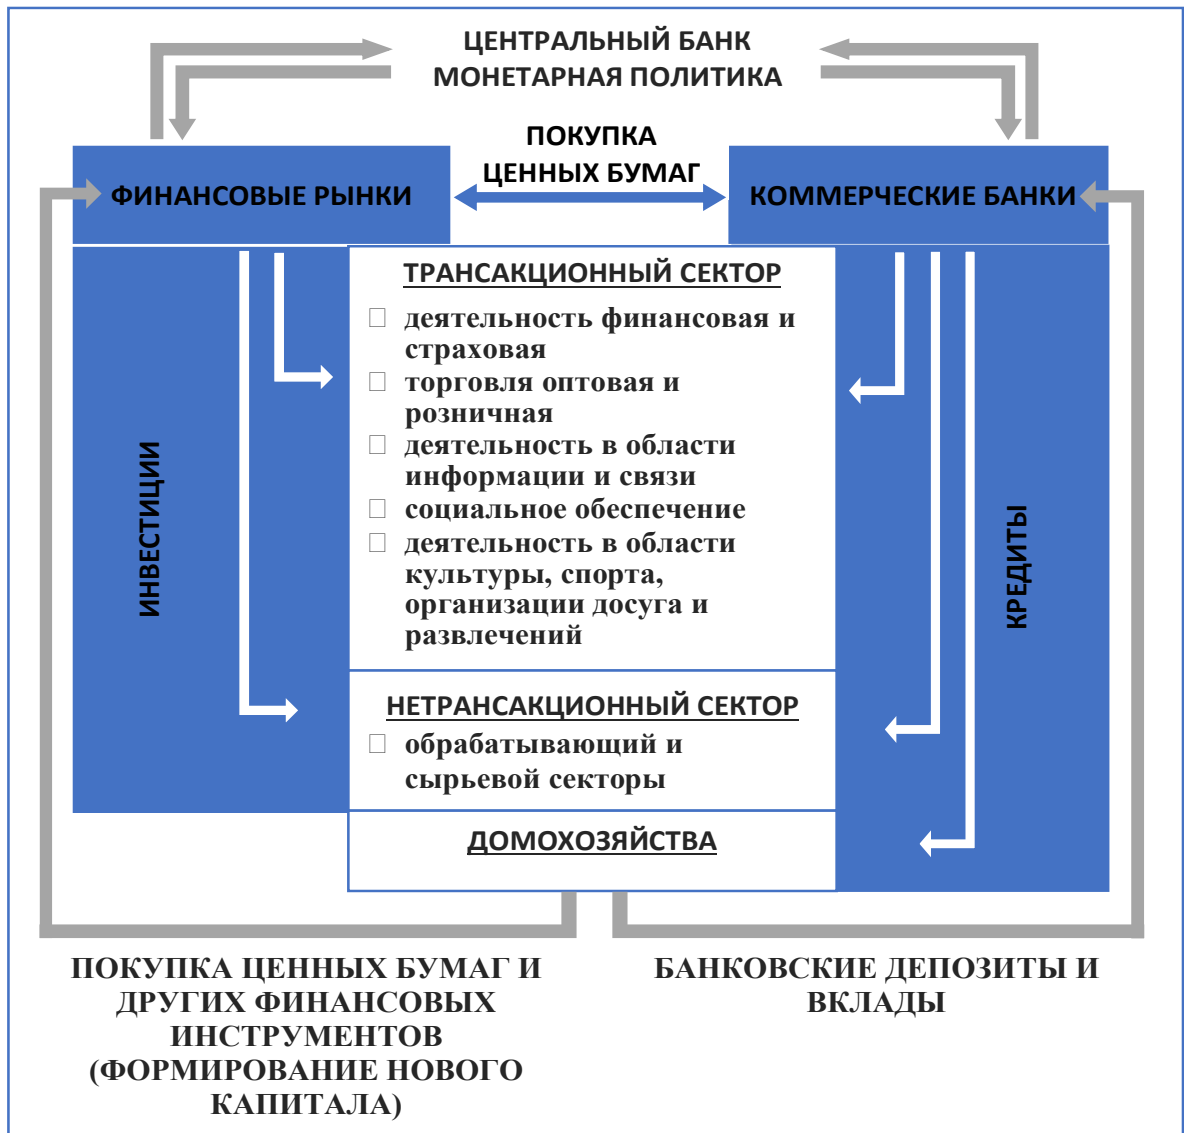 ЦЕНТРАЛЬНЫЙ БАНК
МОНЕТАРНАЯ ПОЛИТИКА
ПОКУПКА
ЦЕННЫХ БУМАГ
ФИНАНСОВЫЕ РЫНКИ
КОММЕРЧЕСКИЕ БАНКИ
ТРАНСАКЦИОННЫЙ СЕКТОР
деятельность финансовая и
страховая
торговля оптовая и
розничная
деятельность в области
информации и связи
социальное обеспечение
деятельность в области
культуры, спорта,
организации досуга и
развлечений
ИНВЕСТИЦИИ
КРЕДИТЫ
НЕТРАНСАКЦИОННЫЙ СЕКТОР
обрабатывающий и
сырьевой секторы
ДОМОХОЗЯЙСТВА
ПОКУПКА ЦЕННЫХ БУМАГ И
ДРУГИХ ФИНАНСОВЫХ
ИНСТРУМЕНТОВ
(ФОРМИРОВАНИЕ НОВОГО
КАПИТАЛА)
БАНКОВСКИЕ ДЕПОЗИТЫ И
ВКЛАДЫ